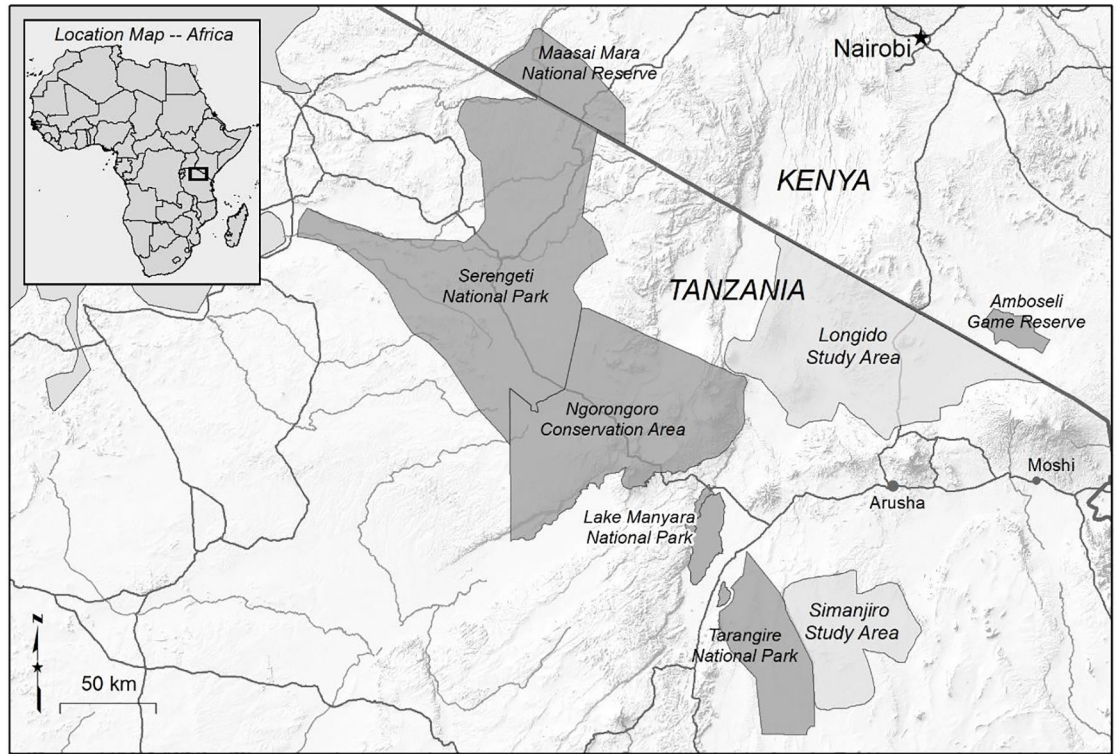 Location Map -- Africa
Maasai Mara
National Reserve
Nairobi
KENYA
Serengeti
National Park
TANZANIA
Amboseli
Game Reserve
Longido
Study Area
Ngorongoro
Conservation Area
Moshi
Arusha
Lake Manyara
National Park
Simanjiro
Study Area
Tarangire
National Park
N
50 km